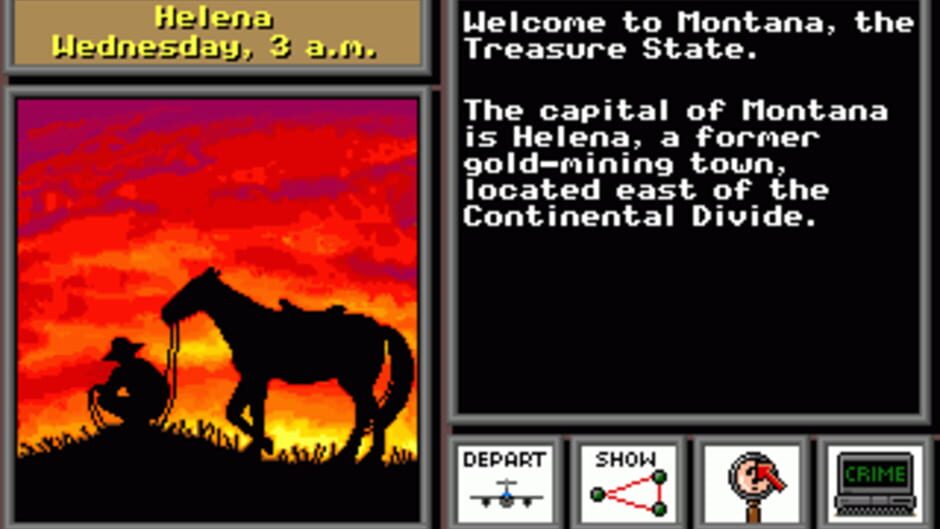 Helena
Wednesday, 3 a.m.
Welcome to Montana, the
Treasure State.
The capital of Montana
is Helena, a former
gold-mining town,
located east of the
Continental Divide.
DEPART
SHOW
CRIME